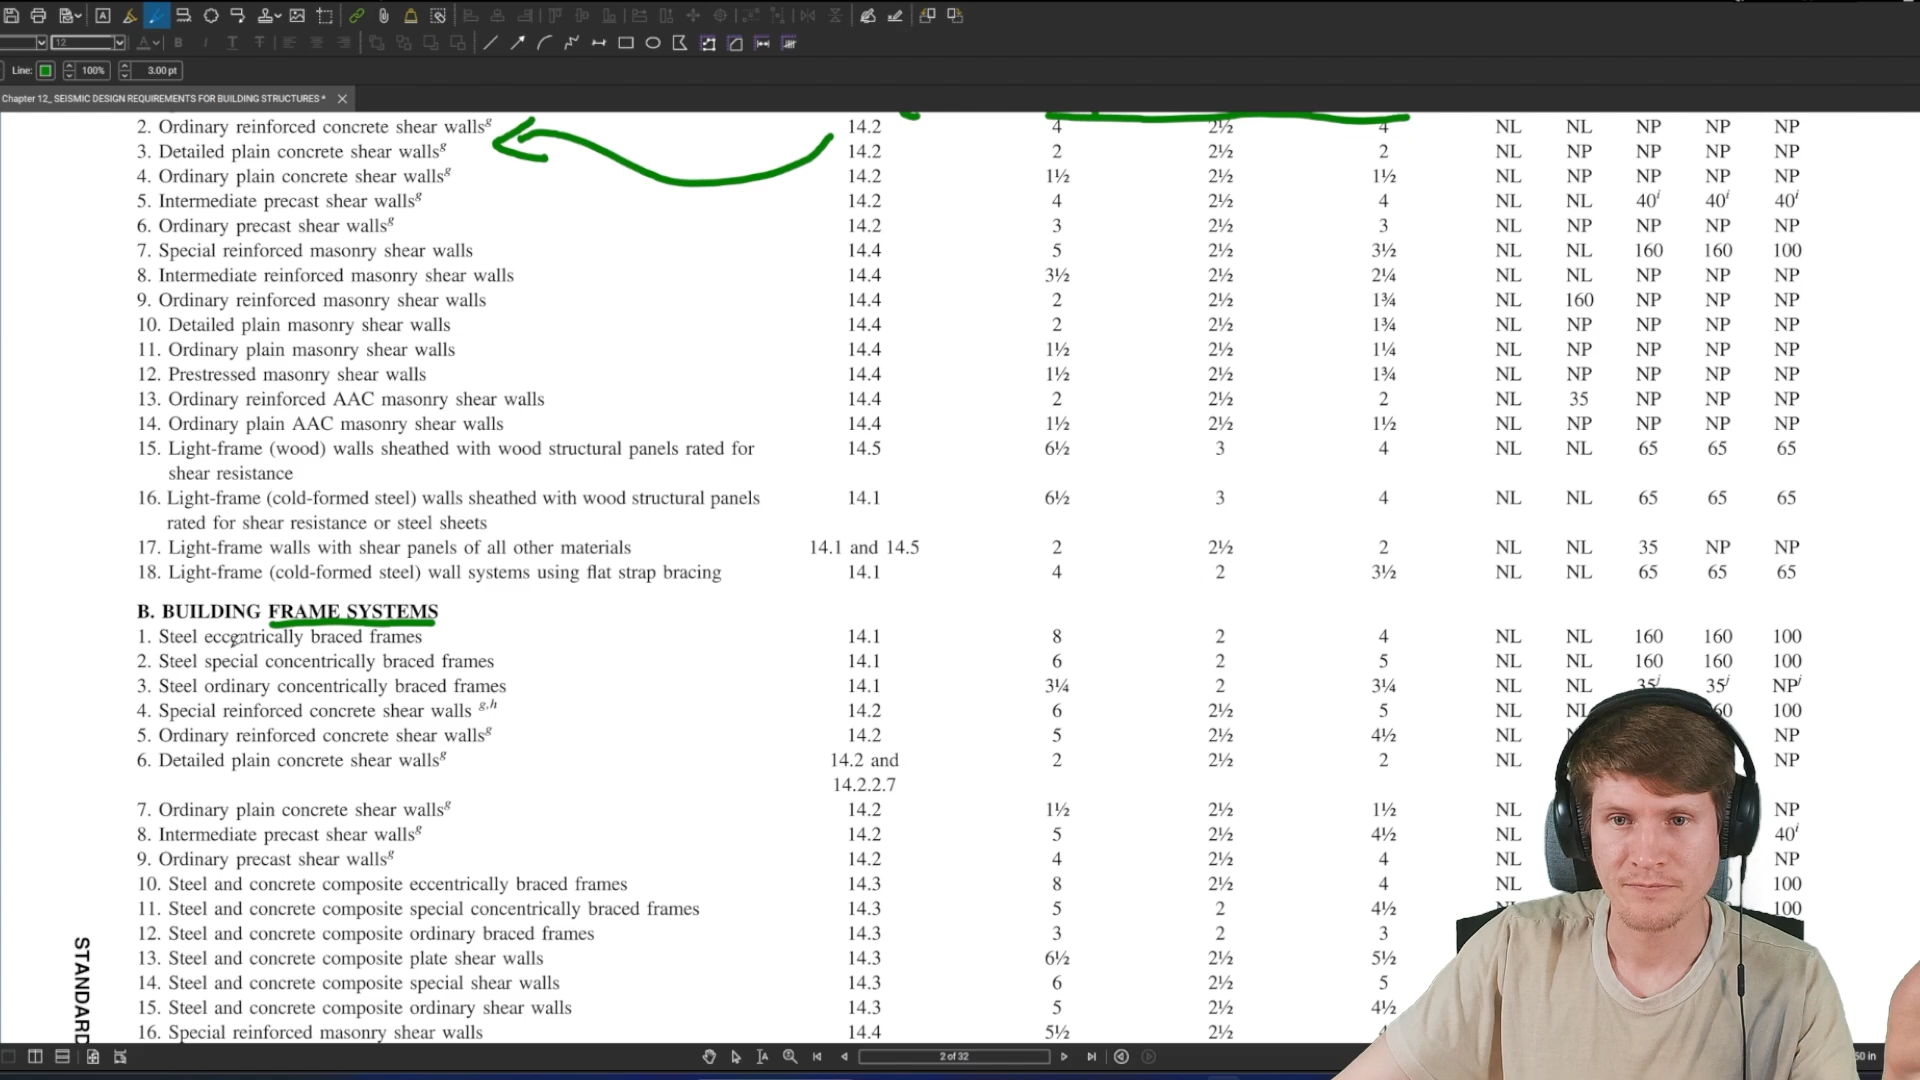 12
Line: 100% 3.00 pt
Chapter 12_ SEISMIC DESIGN REQUIREMENTS FOR BUILDING STRUCTURES *
2. Ordinary reinforced concrete shear wallsᵍ 14.2 4 2½ 4 NL NL NP NP NP
3. Detailed plain concrete shear wallsᵍ 14.2 2 2½ 2 NL NP NP NP NP
4. Ordinary plain concrete shear wallsᵍ 14.2 1½ 2½ 1½ NL NP NP NP NP
5. Intermediate precast shear wallsᵍ 14.2 4 2½ 4 NL NL 40ⁱ 40ⁱ 40ⁱ
6. Ordinary precast shear wallsᵍ 14.2 3 2½ 3 NL NP NP NP NP
7. Special reinforced masonry shear walls 14.4 5 2½ 3½ NL NL 160 160 100
8. Intermediate reinforced masonry shear walls 14.4 3½ 2½ 2¼ NL NL NP NP NP
9. Ordinary reinforced masonry shear walls 14.4 2 2½ 1¾ NL 160 NP NP NP
10. Detailed plain masonry shear walls 14.4 2 2½ 1¾ NL NP NP NP NP
11. Ordinary plain masonry shear walls 14.4 1½ 2½ 1¼ NL NP NP NP NP
12. Prestressed masonry shear walls 14.4 1½ 2½ 1¾ NL NP NP NP NP
13. Ordinary reinforced AAC masonry shear walls 14.4 2 2½ 2 NL 35 NP NP NP
14. Ordinary plain AAC masonry shear walls 14.4 1½ 2½ 1½ NL NP NP NP NP
15. Light-frame (wood) walls sheathed with wood structural panels rated for 14.5 6½ 3 4 NL NL 65 65 65
shear resistance
16. Light-frame (cold-formed steel) walls sheathed with wood structural panels 14.1 6½ 3 4 NL NL 65 65 65
rated for shear resistance or steel sheets
17. Light-frame walls with shear panels of all other materials 14.1 and 14.5 2 2½ 2 NL NL 35 NP NP
18. Light-frame (cold-formed steel) wall systems using flat strap bracing 14.1 4 2 3½ NL NL 65 65 65
B. BUILDING FRAME SYSTEMS
1. Steel eccentrically braced frames 14.1 8 2 4 NL NL 160 160 100
2. Steel special concentrically braced frames 14.1 6 2 5 NL NL 160 160 100
3. Steel ordinary concentrically braced frames 14.1 3¼ 2 3¼ NL NL 35ʲ 35ʲ NPʲ
4. Special reinforced concrete shear walls ᵍ,ʰ 14.2 6 2½ 5 NL 100
5. Ordinary reinforced concrete shear wallsᵍ 14.2 5 2½ 4½ NL NP
6. Detailed plain concrete shear wallsᵍ 14.2 and 2 2½ 2 NL NP
14.2.2.7
7. Ordinary plain concrete shear wallsᵍ 14.2 1½ 2½ 1½ NL NP
8. Intermediate precast shear wallsᵍ 14.2 5 2½ 4½ NL 40ⁱ
9. Ordinary precast shear wallsᵍ 14.2 4 2½ 4 NL NP
10. Steel and concrete composite eccentrically braced frames 14.3 8 2½ 4 NL 100
11. Steel and concrete composite special concentrically braced frames 14.3 5 2 4½ 100
12. Steel and concrete composite ordinary braced frames 14.3 3 2 3
13. Steel and concrete composite plate shear walls 14.3 6½ 2½ 5½
14. Steel and concrete composite special shear walls 14.3 6 2½ 5
15. Steel and concrete composite ordinary shear walls 14.3 5 2½ 4½
16. Special reinforced masonry shear walls 14.4 5½ 2½
STANDARD
2 of 32